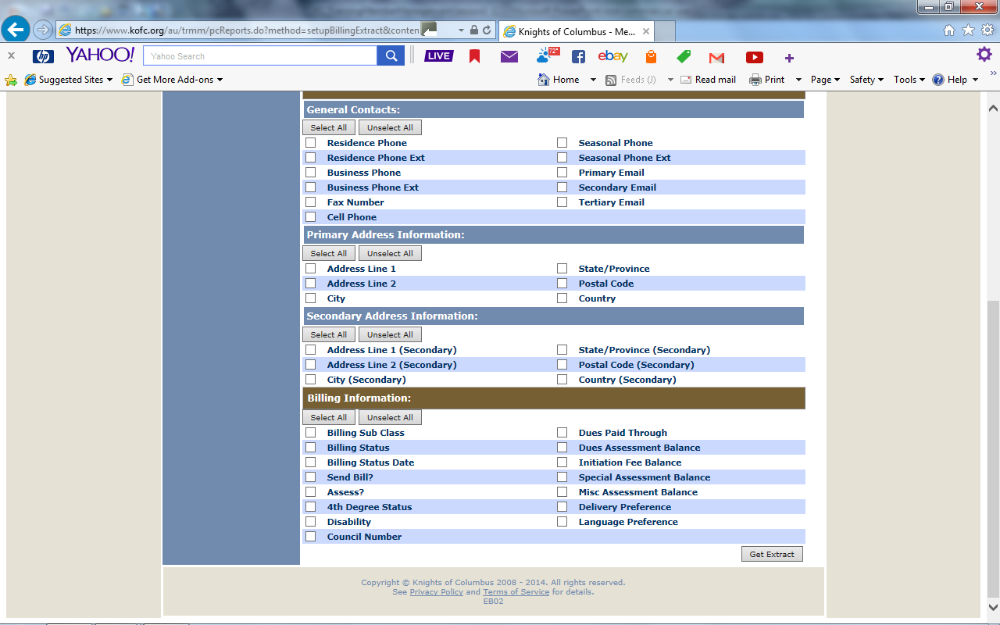 https://www.kofc.org/au/trmm/pcReports.do?method=setupBillingExtract&conten
Knights of Columbus - Me...
x hp YAHOO! Yahoo Search LIVE 72° ebay
Suggested Sites Get More Add-ons Home Feeds (J) Read mail Print Page Safety Tools Help
General Contacts:
Select All Unselect All
Residence Phone Seasonal Phone
Residence Phone Ext Seasonal Phone Ext
Business Phone Primary Email
Business Phone Ext Secondary Email
Fax Number Tertiary Email
Cell Phone
Primary Address Information:
Select All Unselect All
Address Line 1 State/Province
Address Line 2 Postal Code
City Country
Secondary Address Information:
Select All Unselect All
Address Line 1 (Secondary) State/Province (Secondary)
Address Line 2 (Secondary) Postal Code (Secondary)
City (Secondary) Country (Secondary)
Billing Information:
Select All Unselect All
Billing Sub Class Dues Paid Through
Billing Status Dues Assessment Balance
Billing Status Date Initiation Fee Balance
Send Bill? Special Assessment Balance
Assess? Misc Assessment Balance
4th Degree Status Delivery Preference
Disability Language Preference
Council Number
Get Extract
Copyright © Knights of Columbus 2008 - 2014. All rights reserved.
See Privacy Policy and Terms of Service for details.
EB02